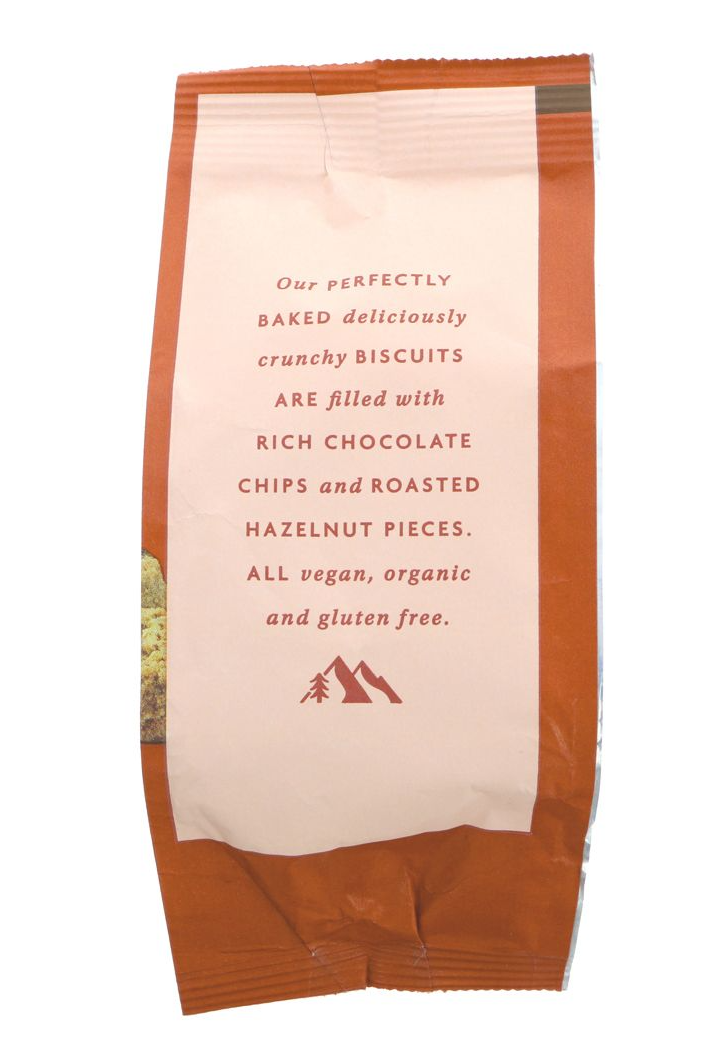 Our PERFECTLY
BAKED deliciously
crunchy BISCUITS
ARE filled with
RICH CHOCOLATE
CHIPS and ROASTED
HAZELNUT PIECES.
ALL vegan, organic
and gluten free.